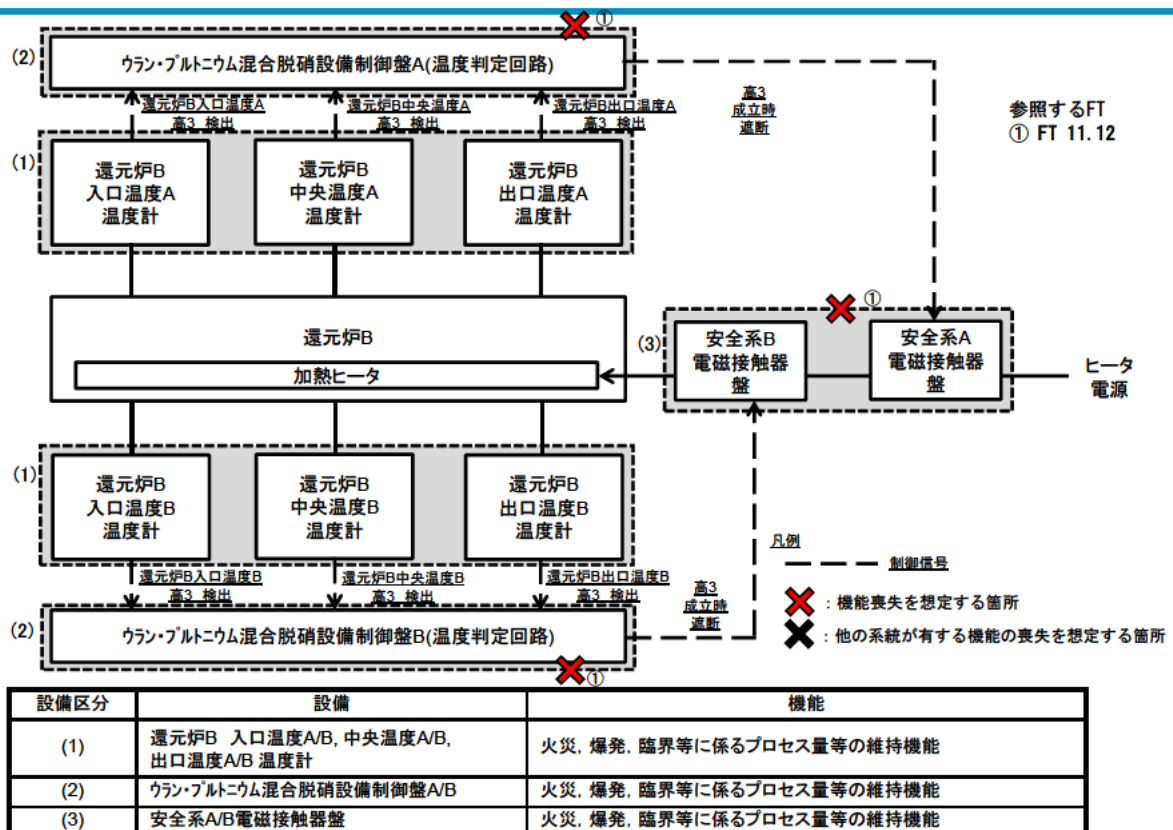 ①
(2)
ウラン・プルトニウム混合脱硝設備制御盤A(温度判定回路)
還元炉B入口温度A
高3 検出
還元炉B中央温度A
高3 検出
還元炉B出口温度A
高3 検出
高3
成立時
遮断
参照するFT
① FT 11.12
(1)
還元炉B
入口温度A
温度計
還元炉B
中央温度A
温度計
還元炉B
出口温度A
温度計
還元炉B
加熱ヒータ
①
(3)
安全系B
電磁接触器
盤
安全系A
電磁接触器
盤
ヒータ
電源
(1)
還元炉B
入口温度B
温度計
還元炉B
中央温度B
温度計
還元炉B
出口温度B
温度計
還元炉B入口温度B
高3 検出
還元炉B中央温度B
高3 検出
還元炉B出口温度B
高3 検出
高3
成立時
遮断
(2)
ウラン・プルトニウム混合脱硝設備制御盤B(温度判定回路)
①
凡例
制御信号
：機能喪失を想定する箇所
：他の系統が有する機能の喪失を想定する箇所
設備区分 設備 機能
(1) 還元炉B 入口温度A/B, 中央温度A/B, 火災, 爆発, 臨界等に係るプロセス量等の維持機能
出口温度A/B 温度計
(2) ウラン・プルトニウム混合脱硝設備制御盤A/B 火災, 爆発, 臨界等に係るプロセス量等の維持機能
(3) 安全系A/B電磁接触器盤 火災, 爆発, 臨界等に係るプロセス量等の維持機能